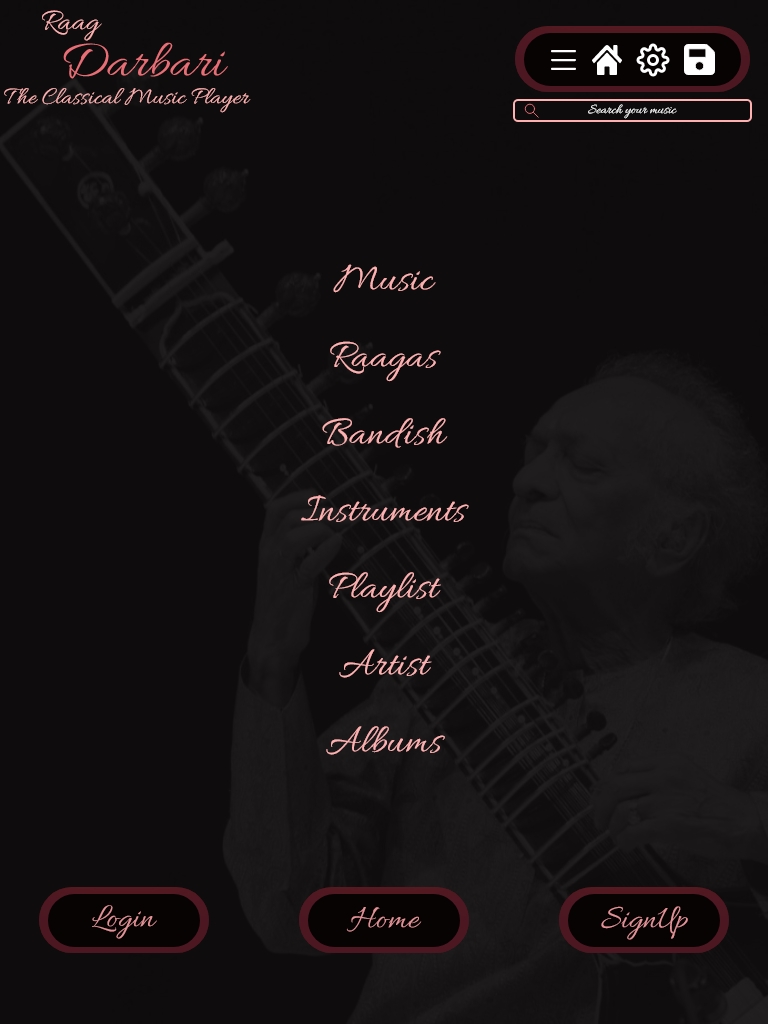 Raag
Darbari
The Classical Music Player
Search your music
Music
Raagas
Bandish
Instruments
Playlist
Artist
Albums
Login
Home
SignUp